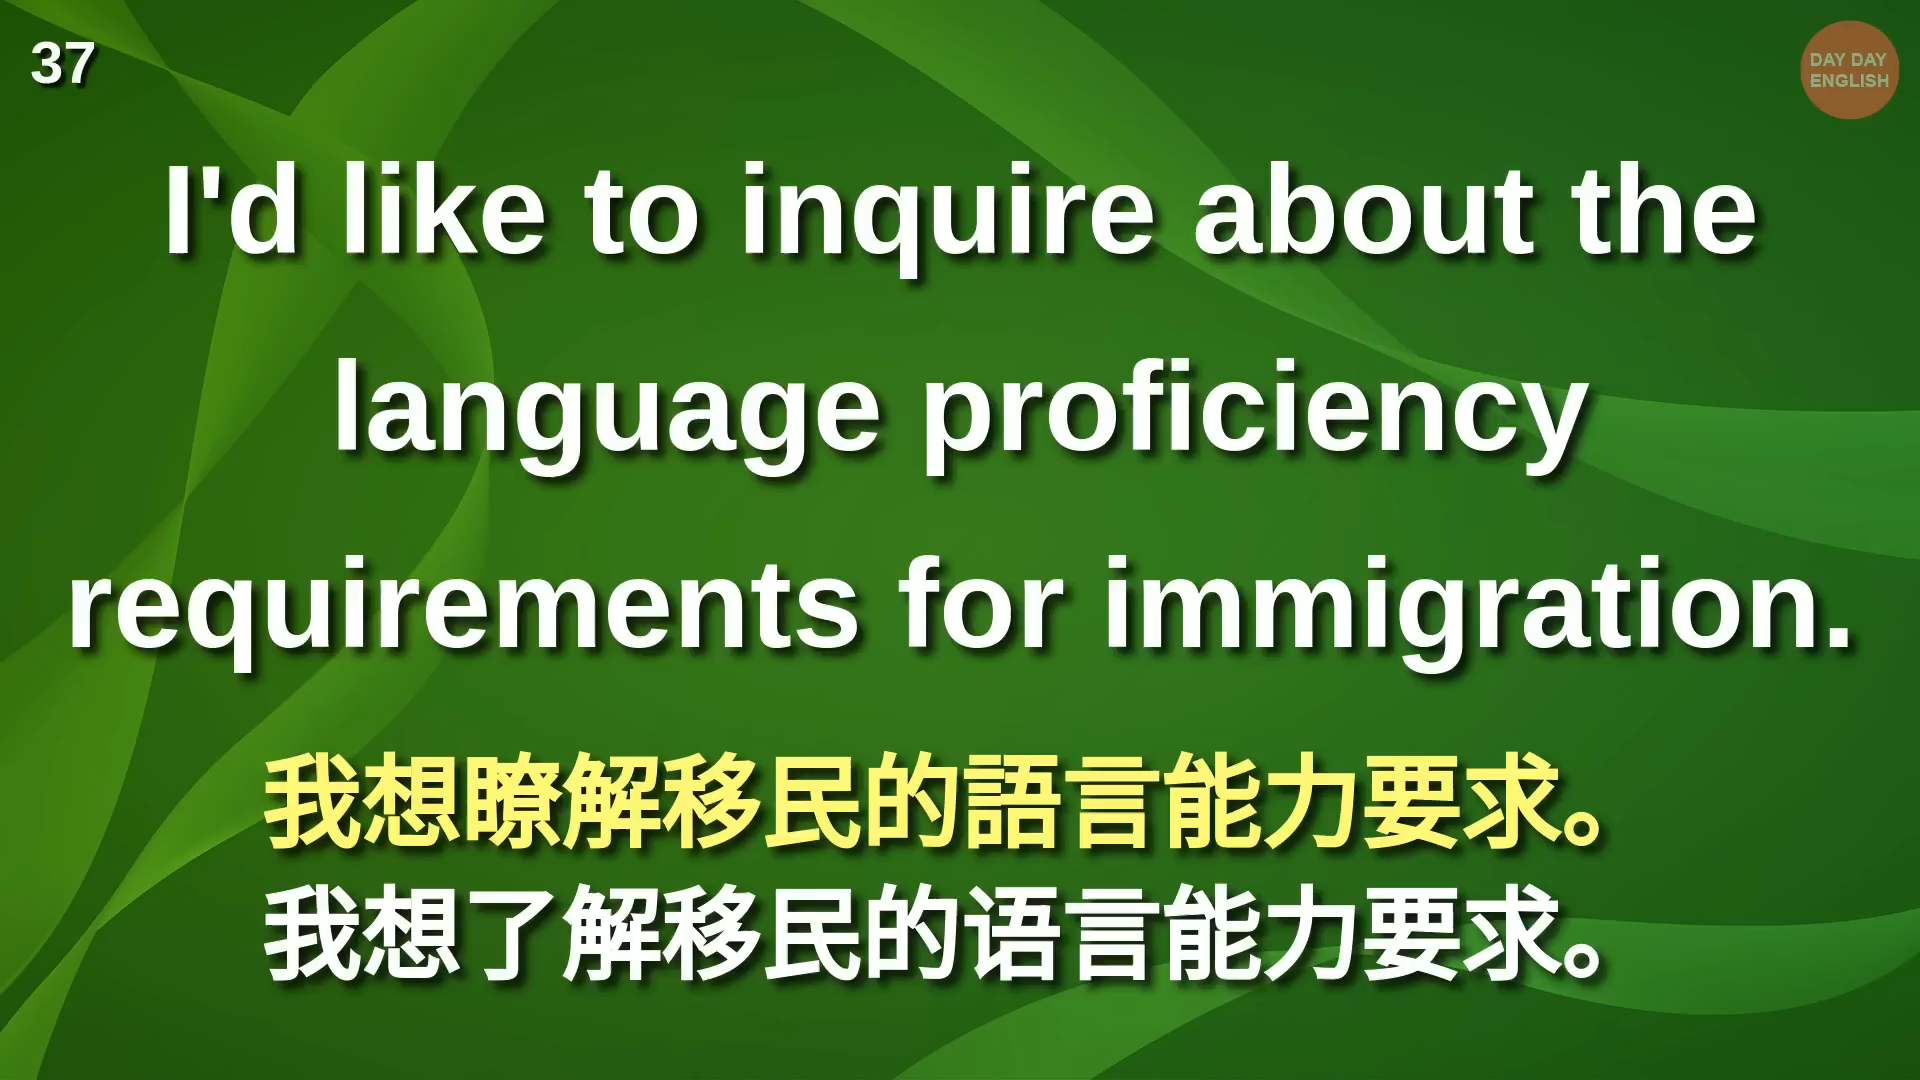 37
DAY DAY
ENGLISH
I'd like to inquire about the
language proficiency
requirements for immigration.
我想瞭解移民的語言能力要求。
我想了解移民的语言能力要求。